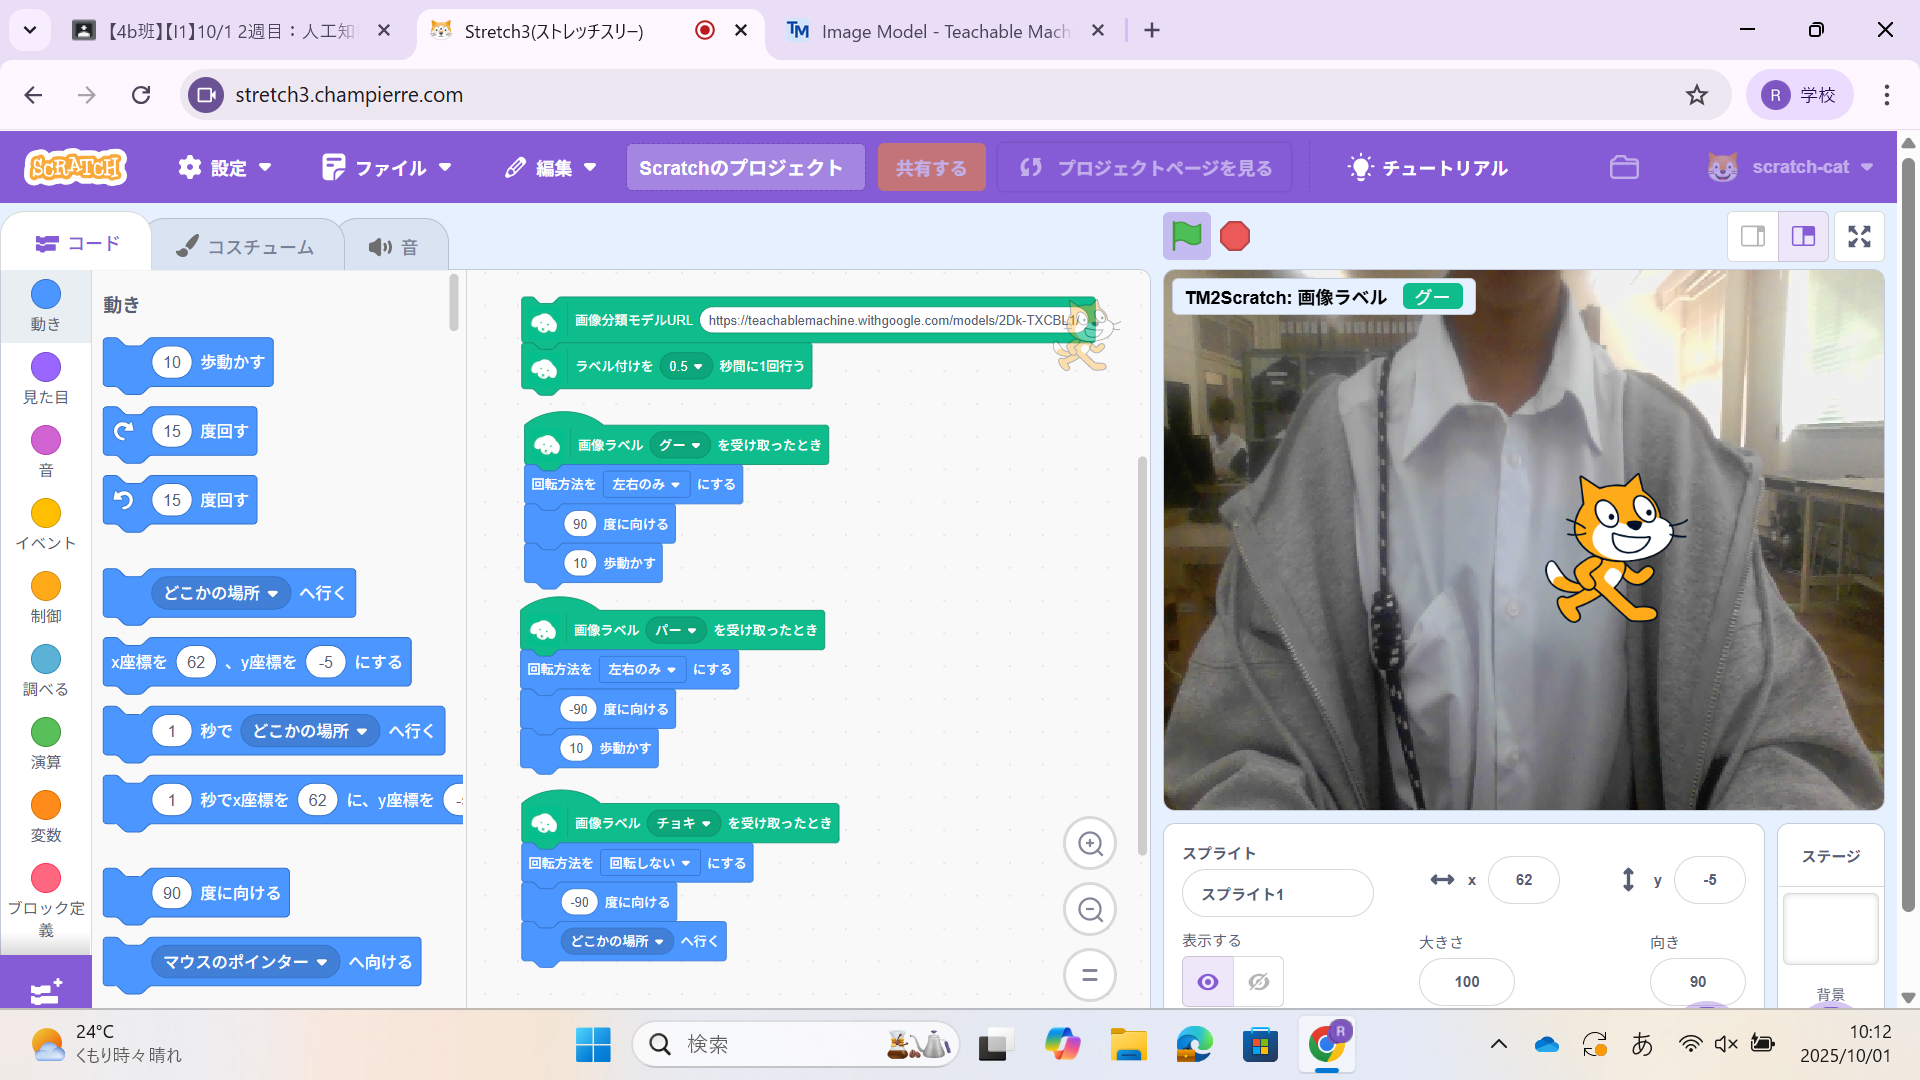 【4b班】【I1】10/1 2週目：人工知
Stretch3(ストレッチスリー)
TM Image Model - Teachable Mach
stretch3.champierre.com
R 学校
SCRATCH
設定
ファイル
編集
Scratchのプロジェクト
共有する
プロジェクトページを見る
チュートリアル
scratch-cat
コード
コスチューム
音
動き
見た目
音
イベント
制御
調べる
演算
変数
ブロック定
義
動き
10 歩動かす
15 度回す
15 度回す
どこかの場所 へ行く
x座標を 62 、y座標を -5 にする
1 秒で どこかの場所 へ行く
1 秒でx座標を 62 に、y座標を
90 度に向ける
マウスのポインター へ向ける
画像分類モデルURL https://teachablemachine.withgoogle.com/models/2Dk-TXCBL1/
ラベル付けを 0.5 秒間に1回行う
画像ラベル グー を受け取ったとき
回転方法を 左右のみ にする
90 度に向ける
10 歩動かす
画像ラベル パー を受け取ったとき
回転方法を 左右のみ にする
-90 度に向ける
10 歩動かす
画像ラベル チョキ を受け取ったとき
回転方法を 回転しない にする
-90 度に向ける
どこかの場所 へ行く
TM2Scratch: 画像ラベル グー
スプライト
スプライト1
x 62
y -5
表示する
大きさ
100
向き
90
ステージ
背景
24°C
くもり時々晴れ
検索
R
あ
10:12
2025/10/01